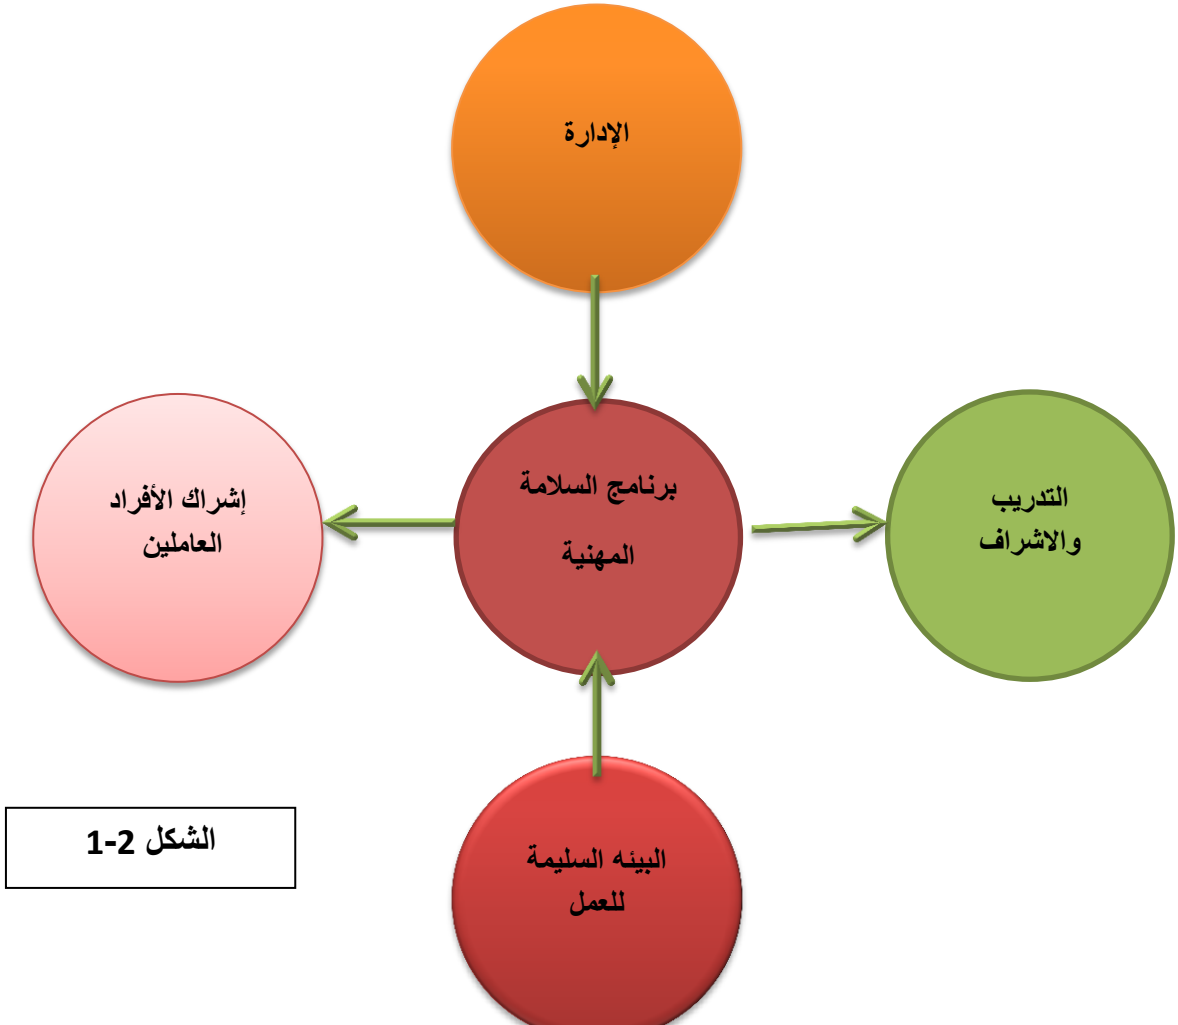 الإدارة
برنامج السلامة
المهنية
التدريب
والاشراف
إشراك الأفراد
العاملين
البيئه السليمة
للعمل
الشكل 2-1